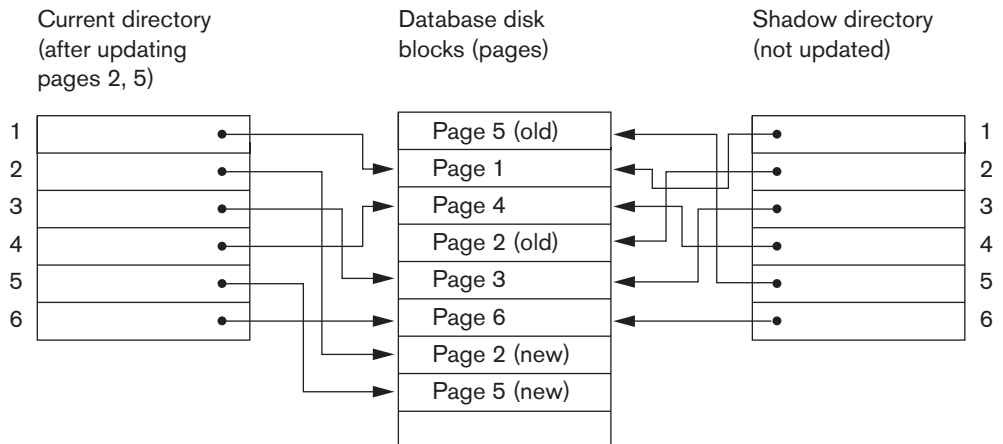 Current directory
(after updating
pages 2, 5)
Database disk
blocks (pages)
Shadow directory
(not updated)
1
2
3
4
5
6
Page 5 (old)
Page 1
Page 4
Page 2 (old)
Page 3
Page 6
Page 2 (new)
Page 5 (new)
1
2
3
4
5
6